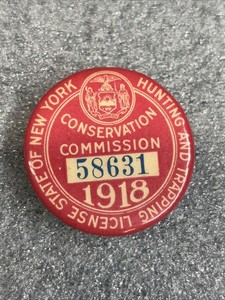 STATE OF NEW YORK HUNTING AND TRAPPING LICENSE
CONSERVATION
COMMISSION
58631
1918